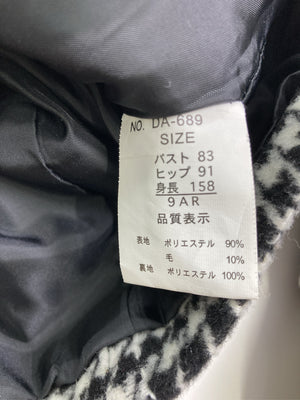 NO. DA-689
SIZE
バスト 83
ヒップ 91
身長 158
9AR
品質表示
表地 ポリエステル 90%
毛 10%
裏地 ポリエステル 100%